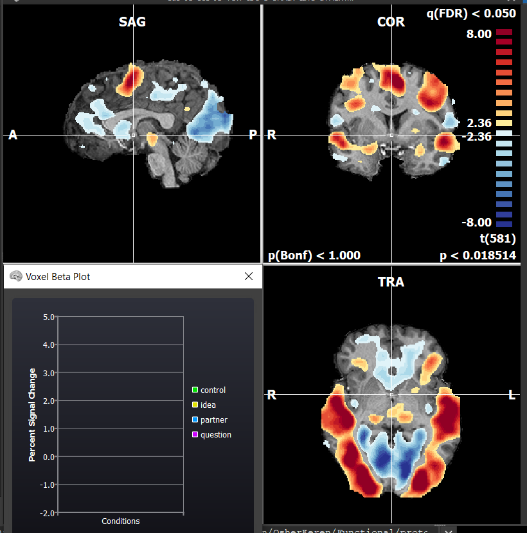 SAG
A
P
COR
q(FDR) < 0.050
8.00
2.36
-2.36
-8.00
t(581)
R
p(Bonf) < 1.000
p < 0.018514
Voxel Beta Plot
Percent Signal Change
5.0
4.0
3.0
2.0
1.0
0.0
-1.0
-2.0
Conditions
control
idea
partner
question
TRA
R
L